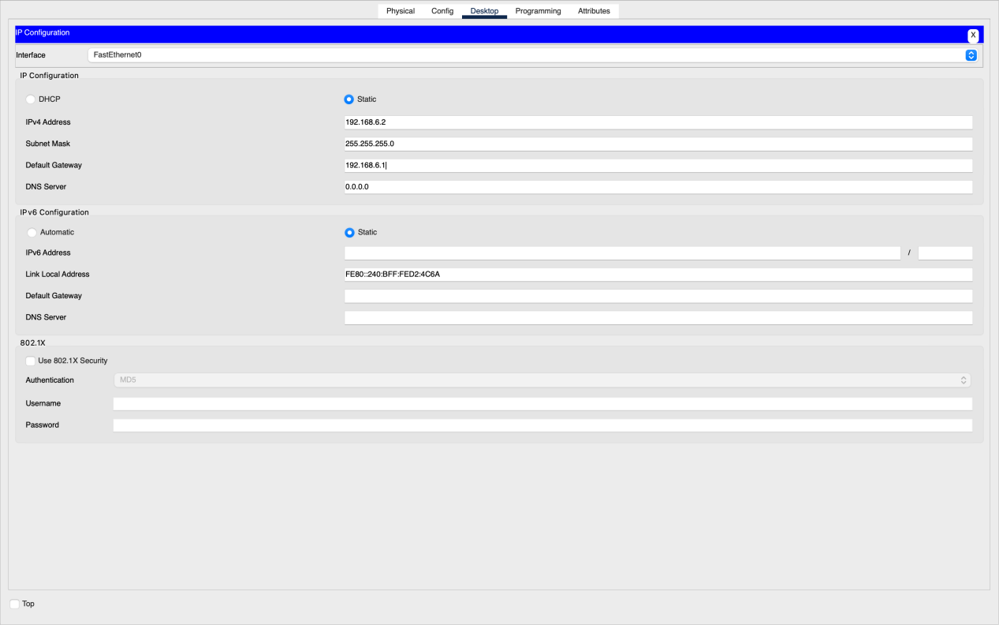 Physical Config Desktop Programming Attributes
IP Configuration
X
Interface FastEthernet0
IP Configuration
DHCP Static
IPv4 Address 192.168.6.2
Subnet Mask 255.255.255.0
Default Gateway 192.168.6.1
DNS Server 0.0.0.0
IPv6 Configuration
Automatic Static
IPv6 Address /
Link Local Address FE80::240:BFF:FED2:4C6A
Default Gateway
DNS Server
802.1X
Use 802.1X Security
Authentication MD5
Username
Password
Top